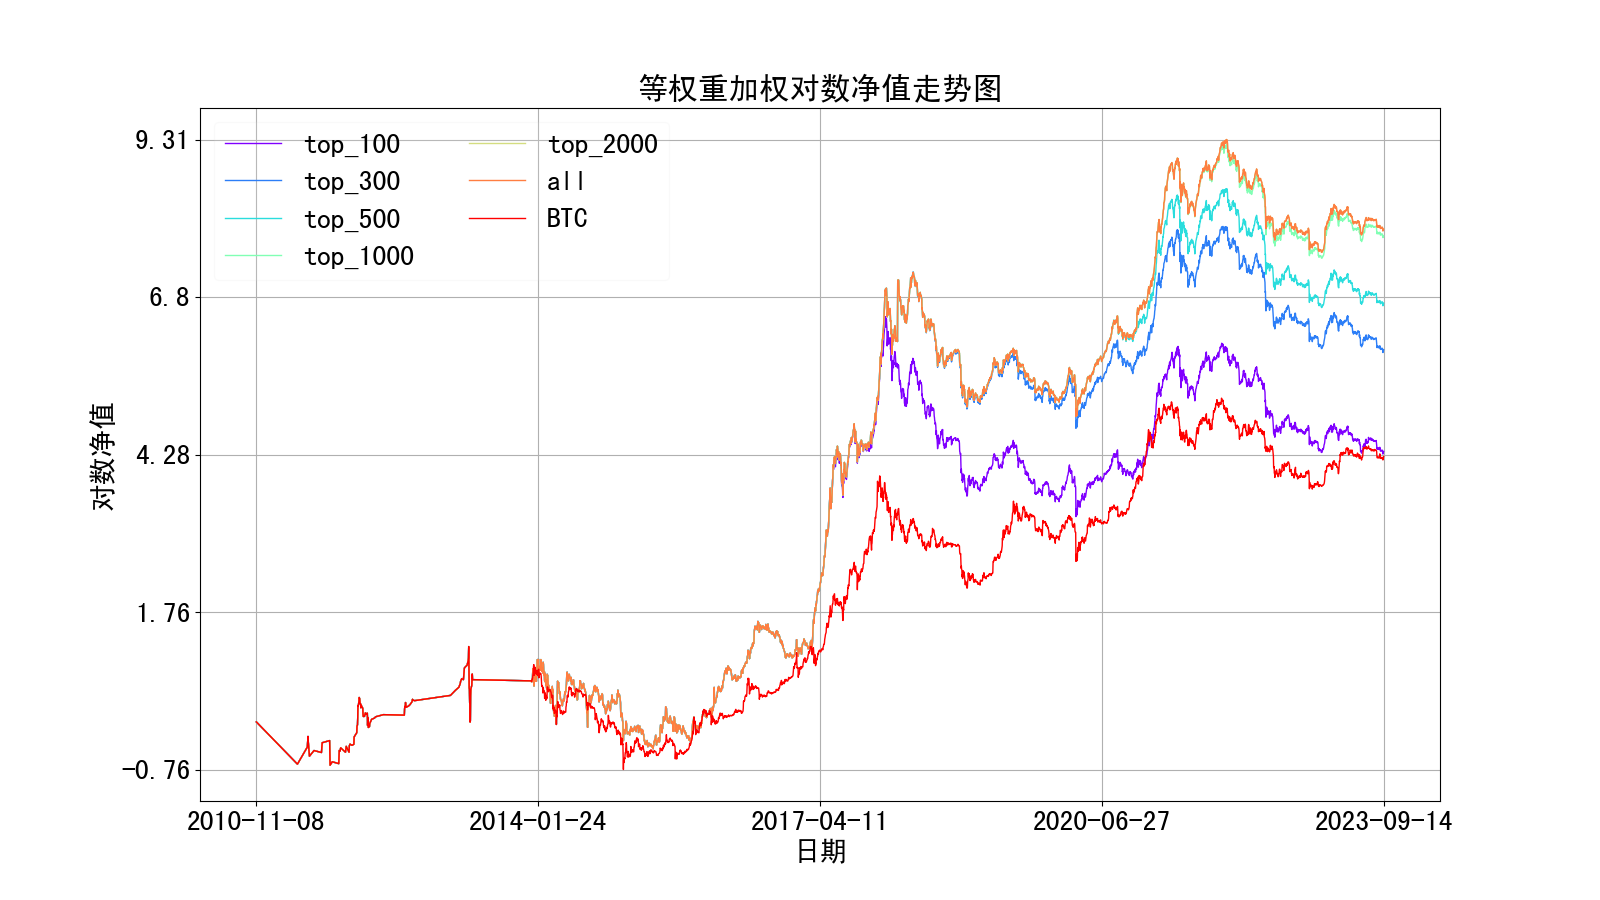 等权重加权对数净值走势图
9.31
6.8
4.28
1.76
-0.76
对数净值
top_100
top_300
top_500
top_1000
top_2000
all
BTC
2010-11-08
2014-01-24
2017-04-11
2020-06-27
2023-09-14
日期